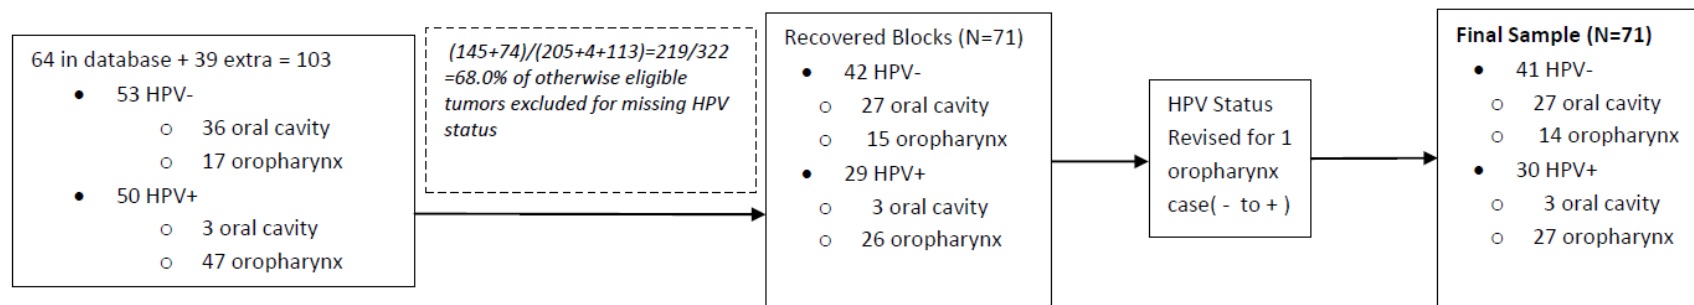 64 in database + 39 extra = 103
• 53 HPV-
o 36 oral cavity
o 17 oropharynx
• 50 HPV+
o 3 oral cavity
o 47 oropharynx
(145+74)/(205+4+113)=219/322
=68.0% of otherwise eligible
tumors excluded for missing HPV
status
Recovered Blocks (N=71)
• 42 HPV-
o 27 oral cavity
o 15 oropharynx
• 29 HPV+
o 3 oral cavity
o 26 oropharynx
HPV Status
Revised for 1
oropharynx
case( - to + )
Final Sample (N=71)
• 41 HPV-
o 27 oral cavity
o 14 oropharynx
• 30 HPV+
o 3 oral cavity
o 27 oropharynx